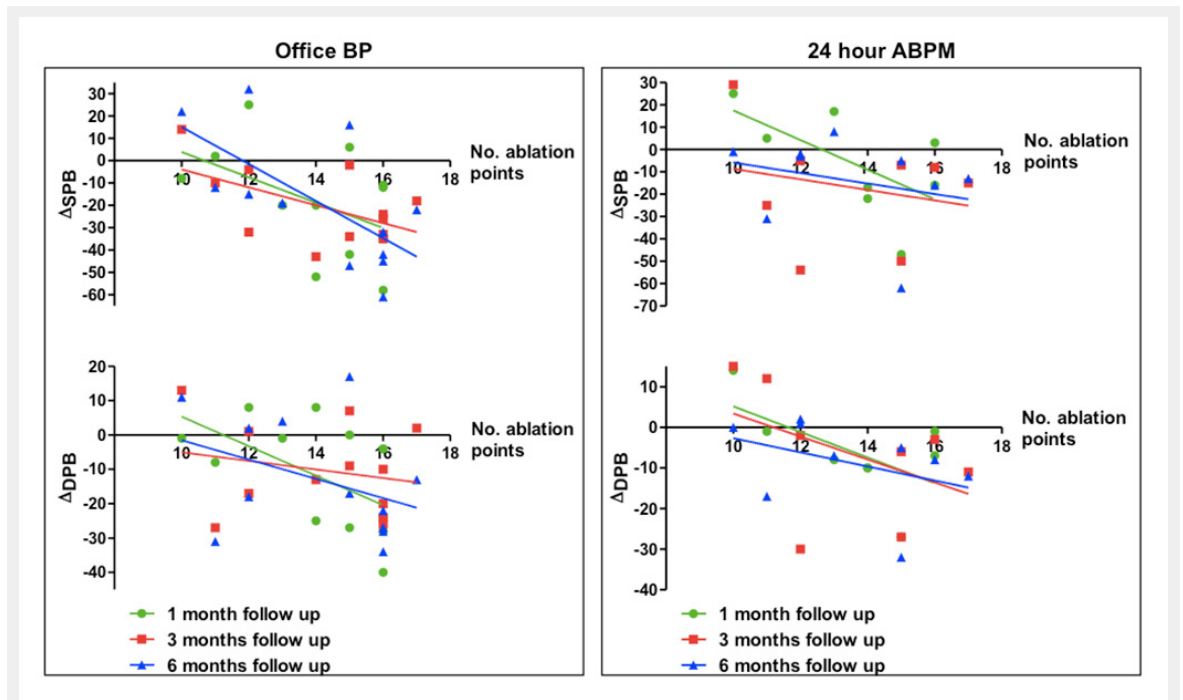 Office BP
30
20
10
0
-10
-20
-30
-40
-50
-60
10
12
14
16
18
ΔSPB
No. ablation
points
20
10
0
-10
-20
-30
-40
10
12
14
16
18
ΔDPB
No. ablation
points
1 month follow up
3 months follow up
6 months follow up
24 hour ABPM
30
20
10
0
-10
-20
-30
-40
-50
-60
-70
10
12
14
16
18
ΔSPB
No. ablation
points
10
0
-10
-20
-30
-40
10
12
14
16
18
ΔDPB
No. ablation
points
1 month follow up
3 months follow up
6 months follow up